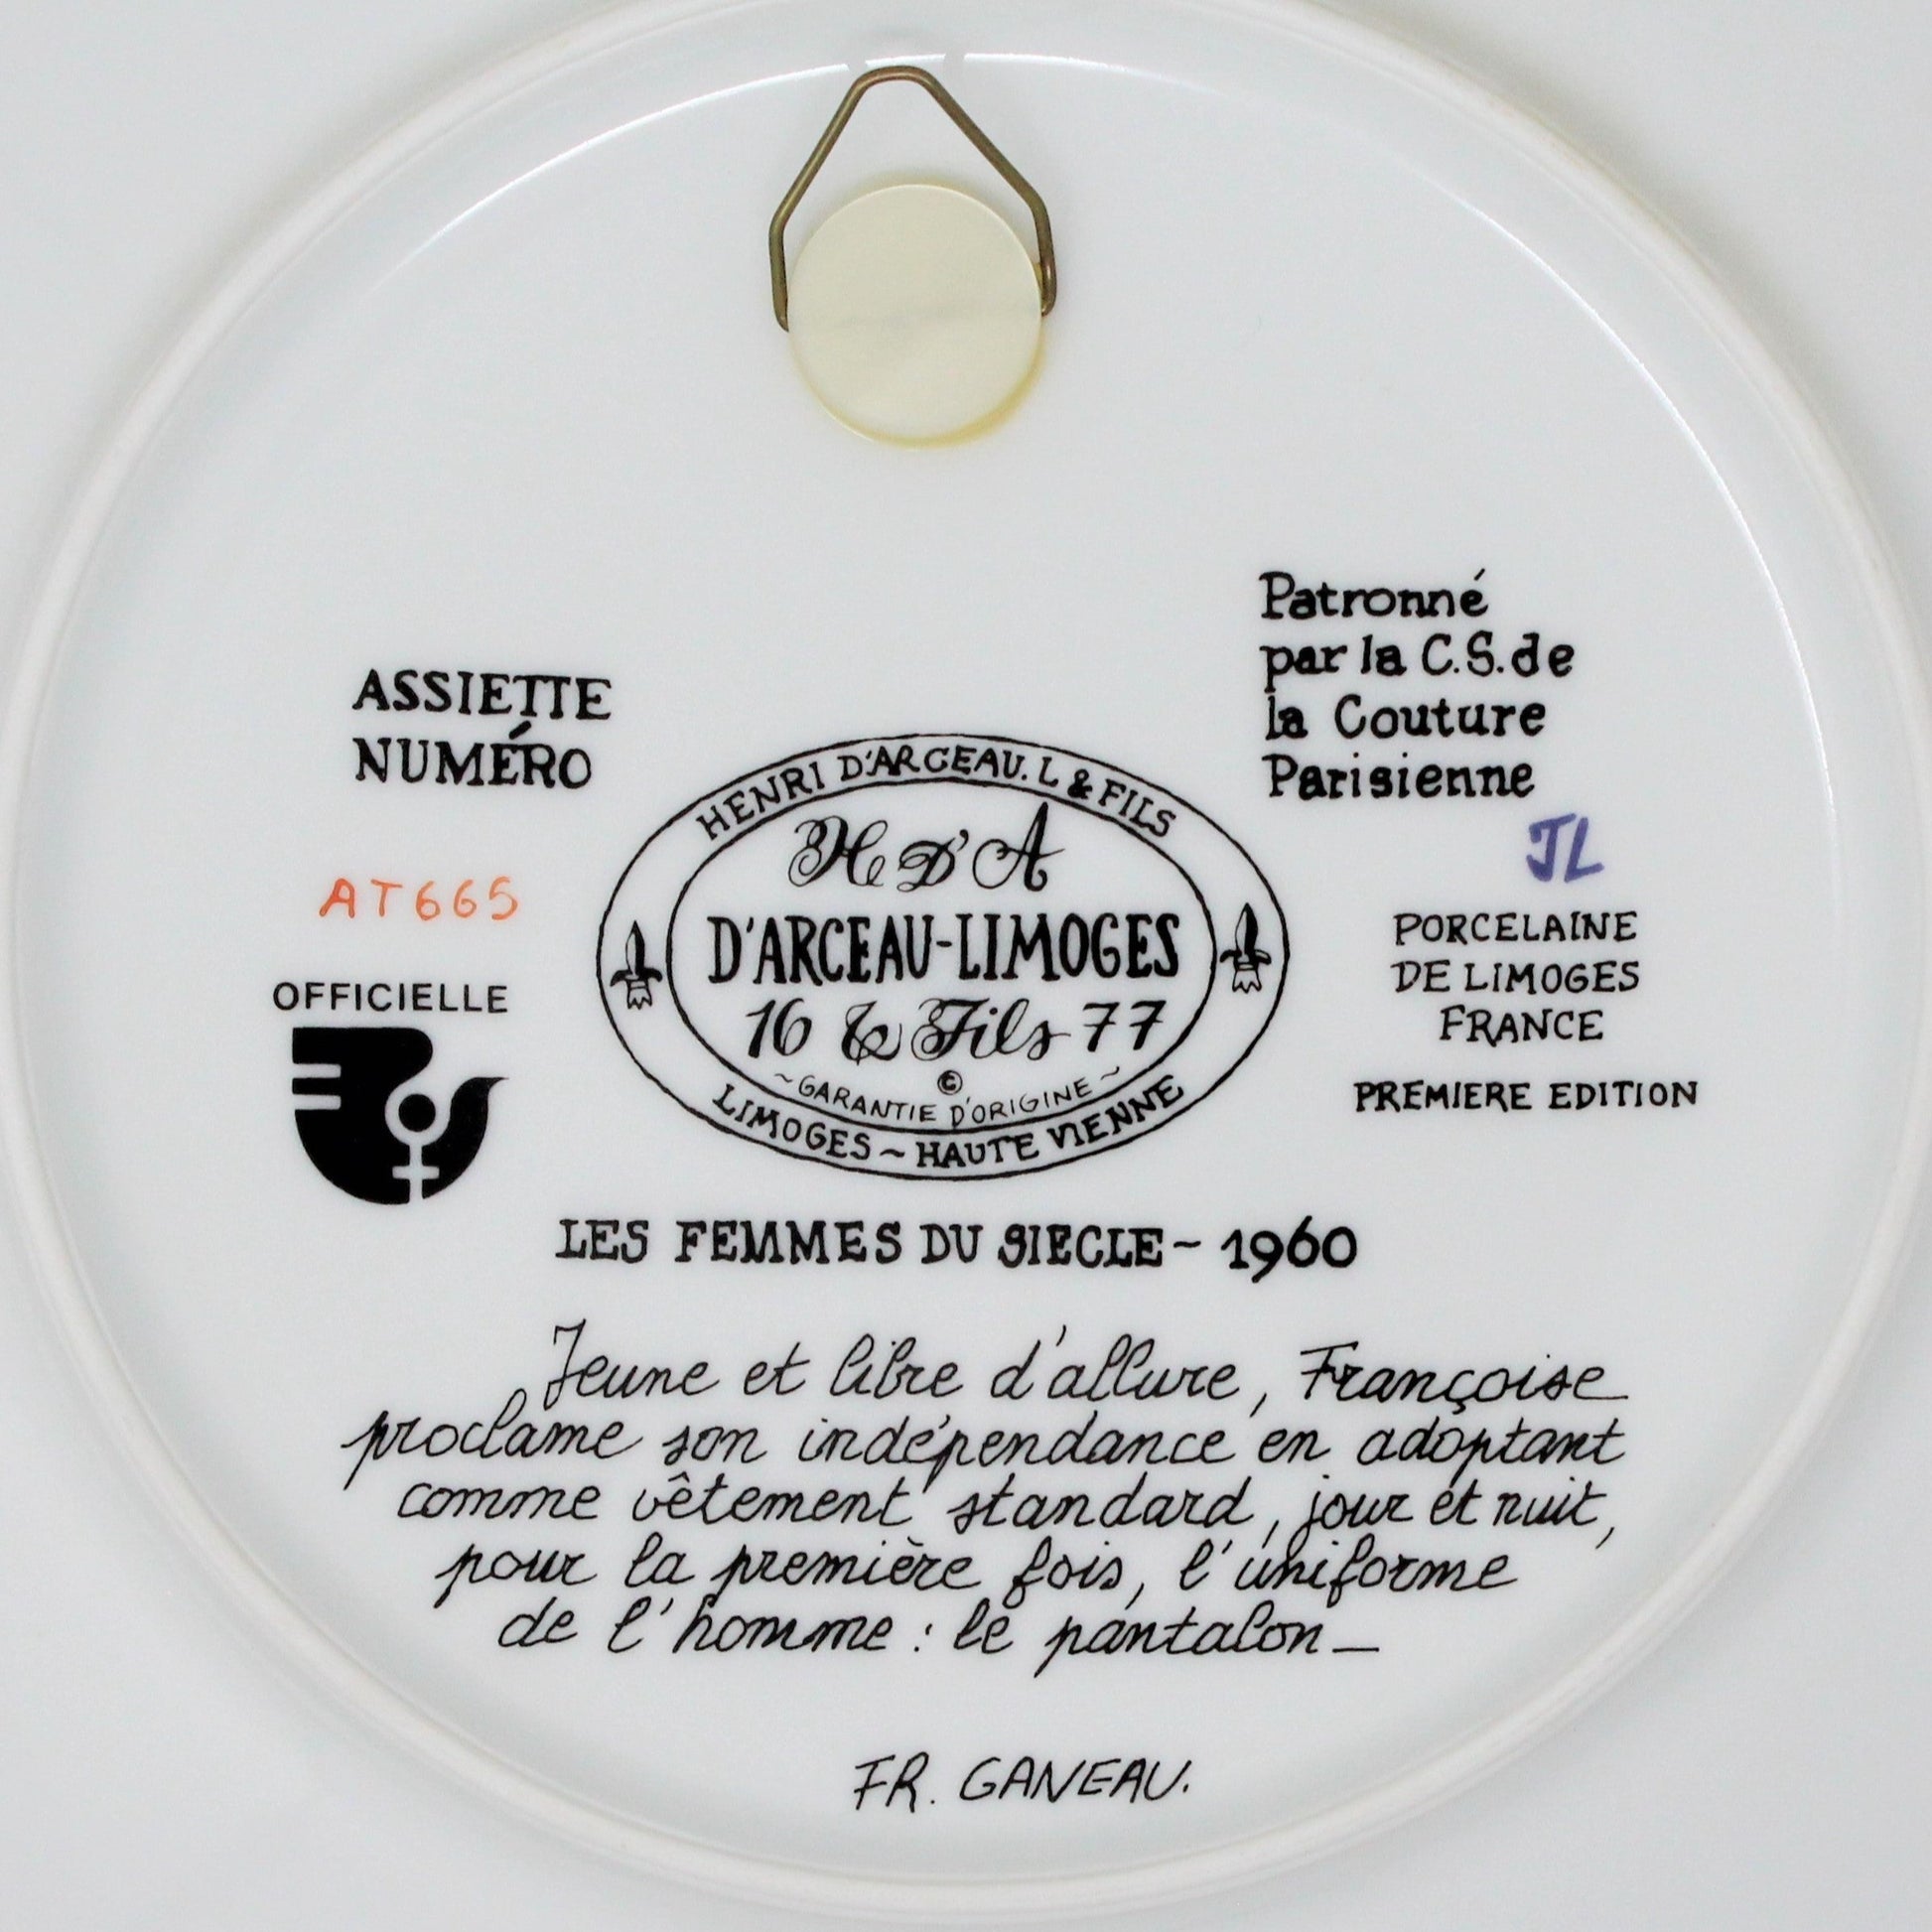 Patronné
par la C.S. de
la Couture
Parisienne
ASSIETTE
NUMÉRO
AT665
OFFICIELLE
HENRI D'ARCEAU. L & FILS
H D'A
D'ARCEAU-LIMOGES
16 & Fils 77
©
~GARANTIE D'ORIGINE~
LIMOGES ~ HAUTE VIENNE
JL
PORCELAINE
DE LIMOGES
FRANCE
PREMIERE EDITION
LES FEMMES DU SIECLE ~ 1960
Jeune et libre d'allure, Françoise
proclame son indépendance en adoptant
comme vêtement standard, jour et nuit,
pour la première fois, l'uniforme
de l'homme : le pantalon_
FR. GANEAU.